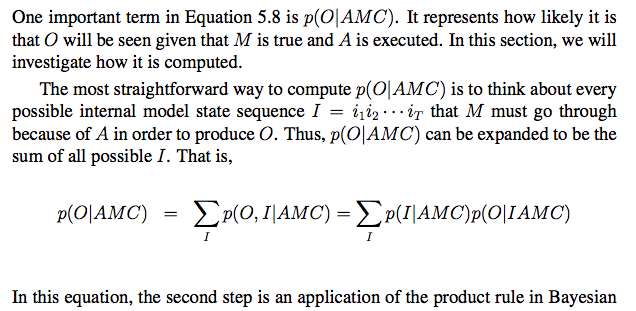 One important term in Equation 5.8 is p(O|AMC). It represents how likely it is
that O will be seen given that M is true and A is executed. In this section, we will
investigate how it is computed.
The most straightforward way to compute p(O|AMC) is to think about every
possible internal model state sequence I = i₁i₂ ··· i_T that M must go through
because of A in order to produce O. Thus, p(O|AMC) can be expanded to be the
sum of all possible I. That is,
p(O|AMC) = ∑_I p(O, I|AMC) = ∑_I p(I|AMC)p(O|IAMC)
In this equation, the second step is an application of the product rule in Bayesian